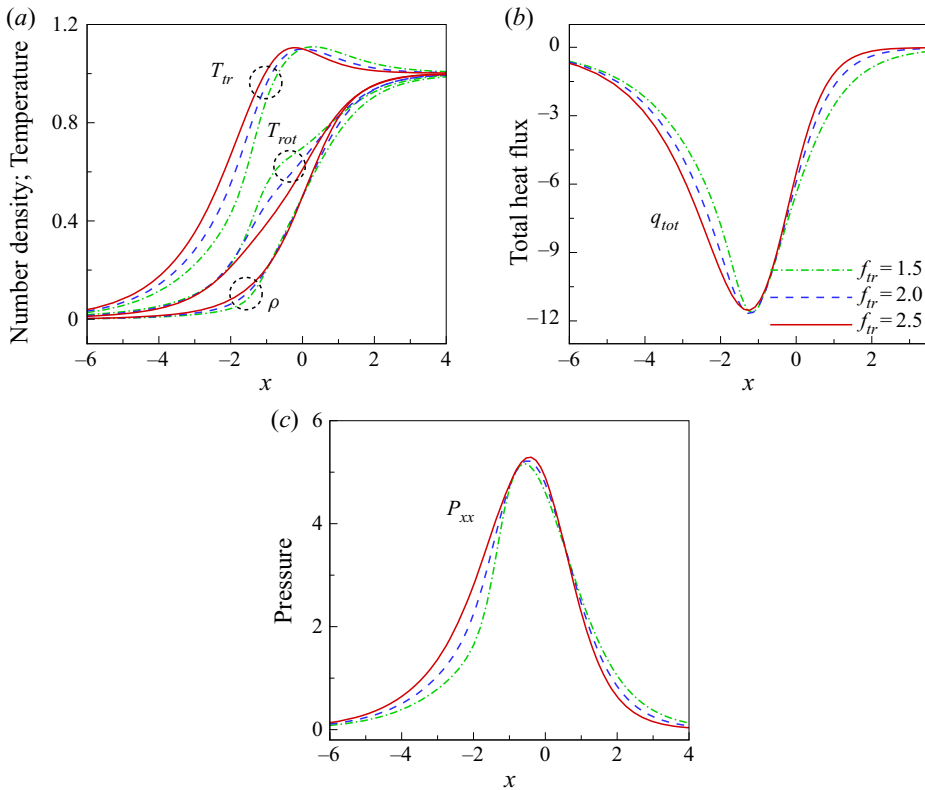 (a)
Number density; Temperature
1.2
0.8
0.4
0
T_tr
T_rot
ρ
−6 −4 −2 0 2 4
x
(b)
Total heat flux
0
−3
−6
−9
−12
q_tot
f_tr = 1.5
f_tr = 2.0
f_tr = 2.5
−6 −4 −2 0 2
x
(c)
Pressure
6
4
2
0
P_xx
−6 −4 −2 0 2 4
x